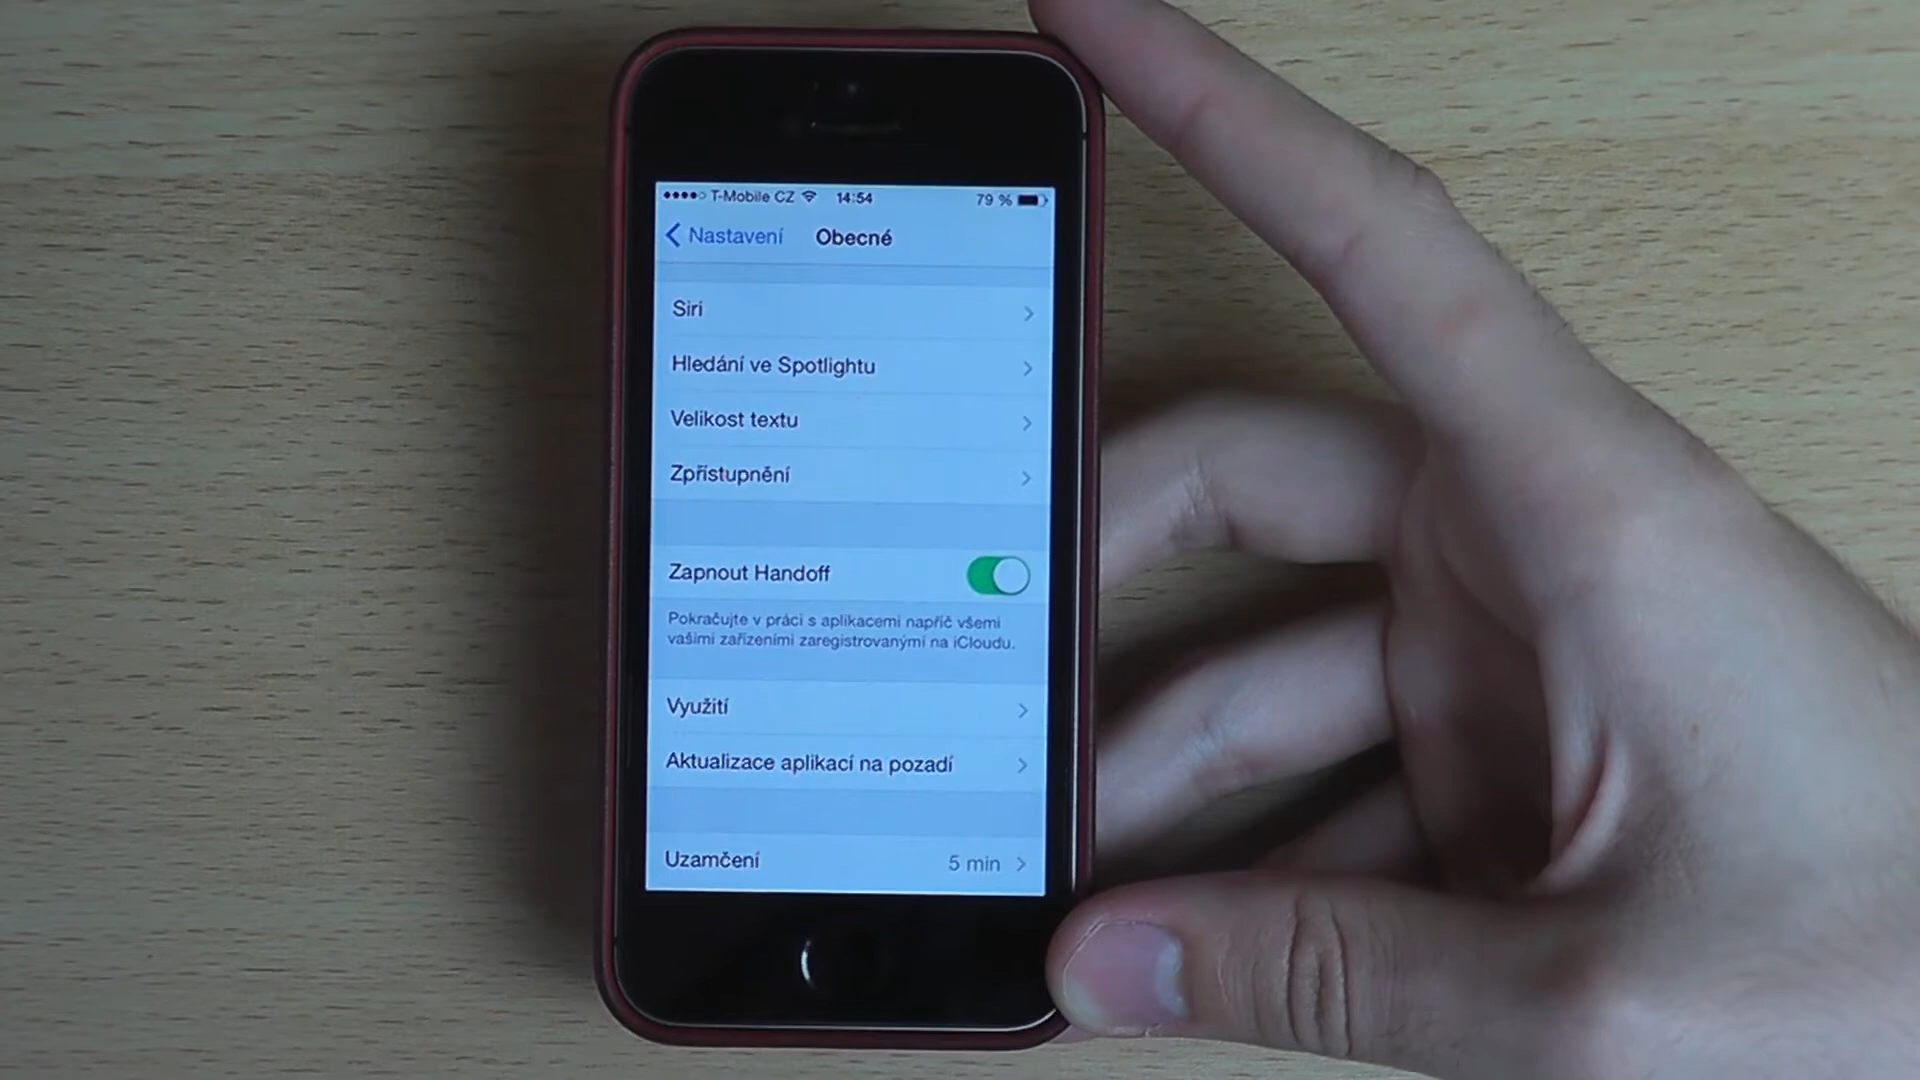 T-Mobile CZ 14:54 79 %
Nastavení Obecné
Siri
Hledání ve Spotlightu
Velikost textu
Zpřístupnění
Zapnout Handoff
Pokračujte v práci s aplikacemi napříč všemi
vašimi zařízeními zaregistrovanými na iCloudu.
Využití
Aktualizace aplikací na pozadí
Uzamčení 5 min